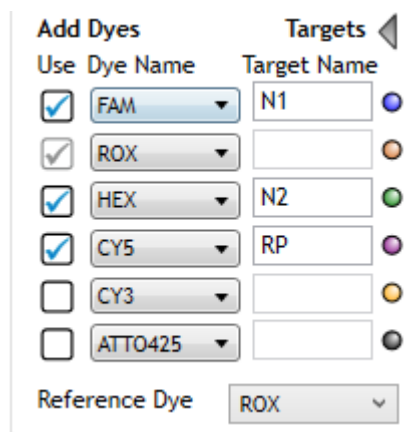 Add Dyes Targets
Use Dye Name Target Name
FAM N1
ROX
HEX N2
CY5 RP
CY3
ATTO425
Reference Dye ROX